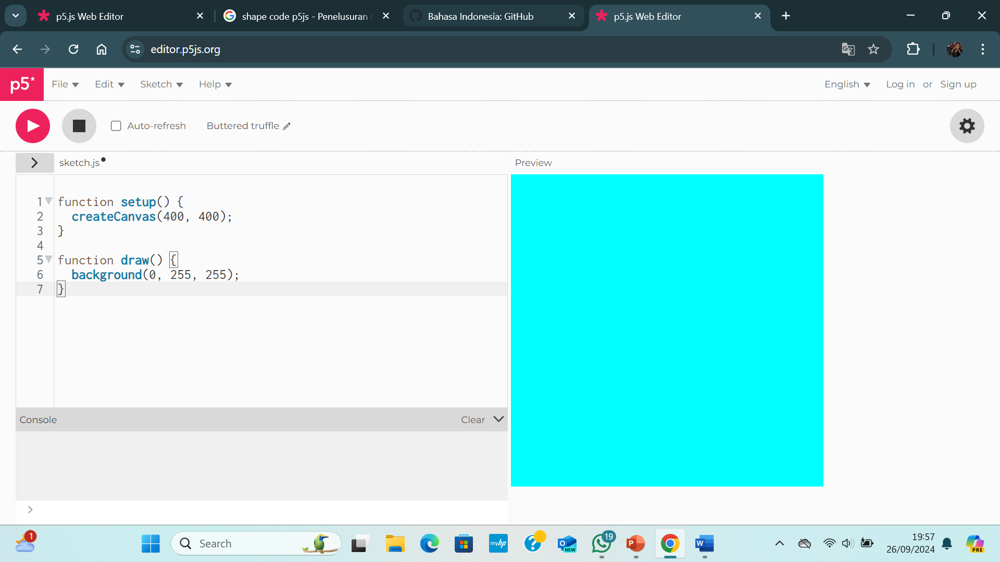 p5.js Web Editor
shape code p5js - Penelusuran
Bahasa Indonesia: GitHub
p5.js Web Editor
editor.p5js.org
p5* File Edit Sketch Help English Log in or Sign up
Auto-refresh Buttered truffle
sketch.js
Preview
1 function setup() {
2 createCanvas(400, 400);
3 }
4
5 function draw() {
6 background(0, 255, 255);
7 }
Console Clear
>
1
Search
myhp
NEW
19
P
W
19:57
26/09/2024
PRE